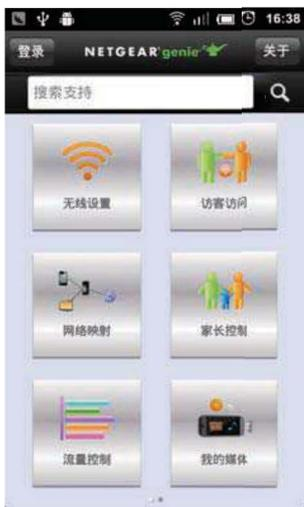 16:38
登录 NETGEAR genie 关于
搜索支持
无线设置 访客访问
网络映射 家长控制
流量控制 我的媒体